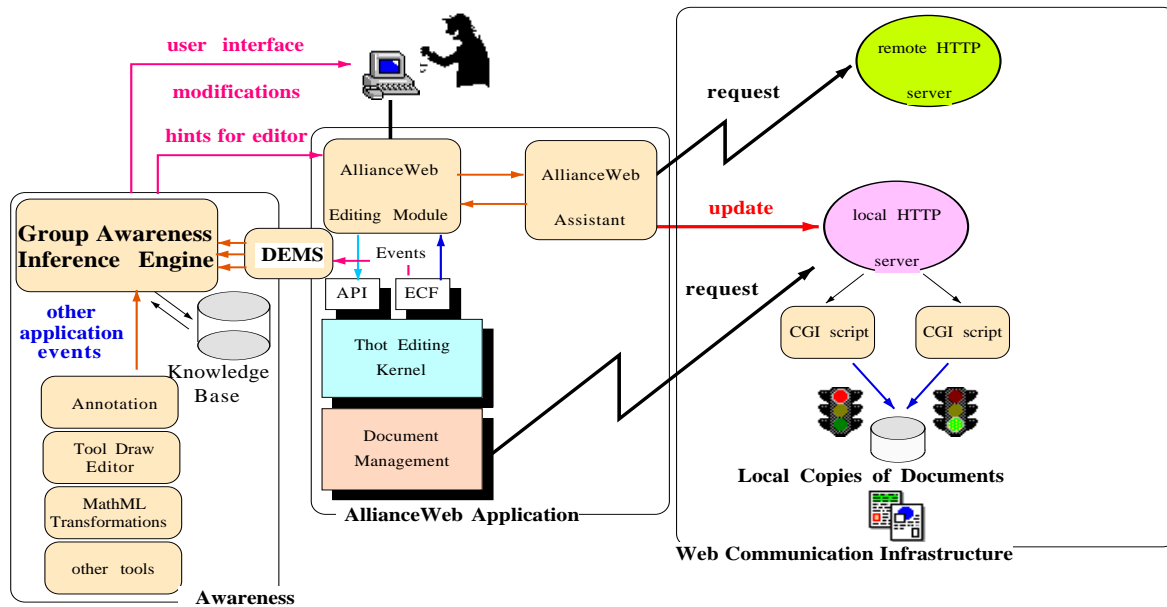 user interface
modifications
hints for editor
Group Awareness
Inference Engine
DEMS
other
application
events
Knowledge
Base
Annotation
Tool Draw
Editor
MathML
Transformations
other tools
Awareness
AllianceWeb
Editing Module
AllianceWeb
Assistant
Events
API
ECF
Thot Editing
Kernel
Document
Management
AllianceWeb Application
request
update
request
remote HTTP
server
local HTTP
server
CGI script
CGI script
Local Copies of Documents
Web Communication Infrastructure